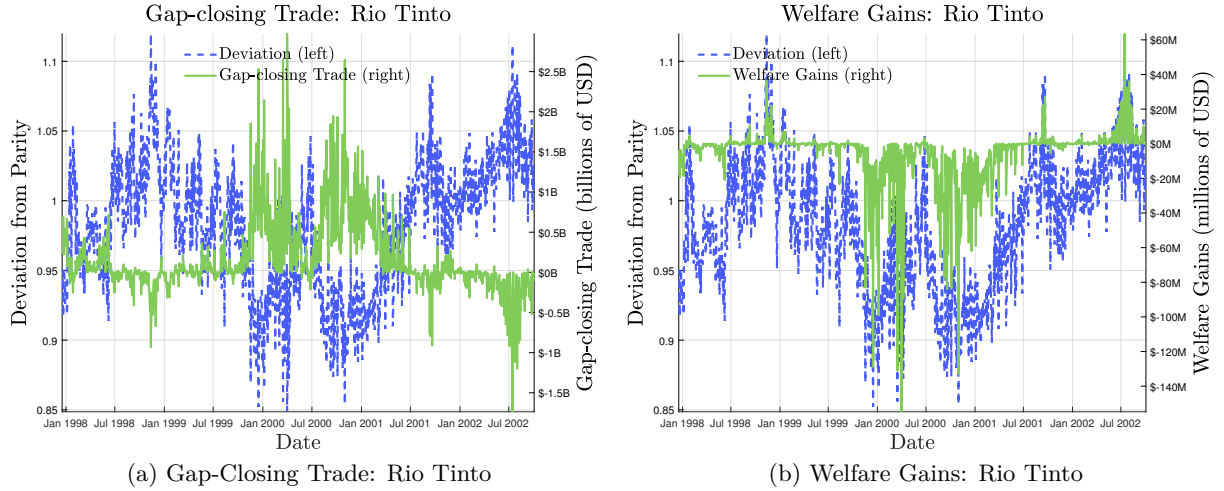 Gap-closing Trade: Rio Tinto
Deviation (left)
Gap-closing Trade (right)
Deviation from Parity
1.1
1.05
1
0.95
0.9
0.85
$2.5B
$2B
$1.5B
$1B
$0.5B
$0B
$-0.5B
$-1B
$-1.5B
Gap-closing Trade (billions of USD)
Jan 1998 Jul 1998 Jan 1999 Jul 1999 Jan 2000 Jul 2000 Jan 2001 Jul 2001 Jan 2002 Jul 2002
Date
(a) Gap-Closing Trade: Rio Tinto
Welfare Gains: Rio Tinto
Deviation (left)
Welfare Gains (right)
Deviation from Parity
1.1
1.05
1
0.95
0.9
0.85
$60M
$40M
$20M
$0M
$-20M
$-40M
$-60M
$-80M
$-100M
$-120M
$-140M
Welfare Gains (millions of USD)
Jan 1998 Jul 1998 Jan 1999 Jul 1999 Jan 2000 Jul 2000 Jan 2001 Jul 2001 Jan 2002 Jul 2002
Date
(b) Welfare Gains: Rio Tinto